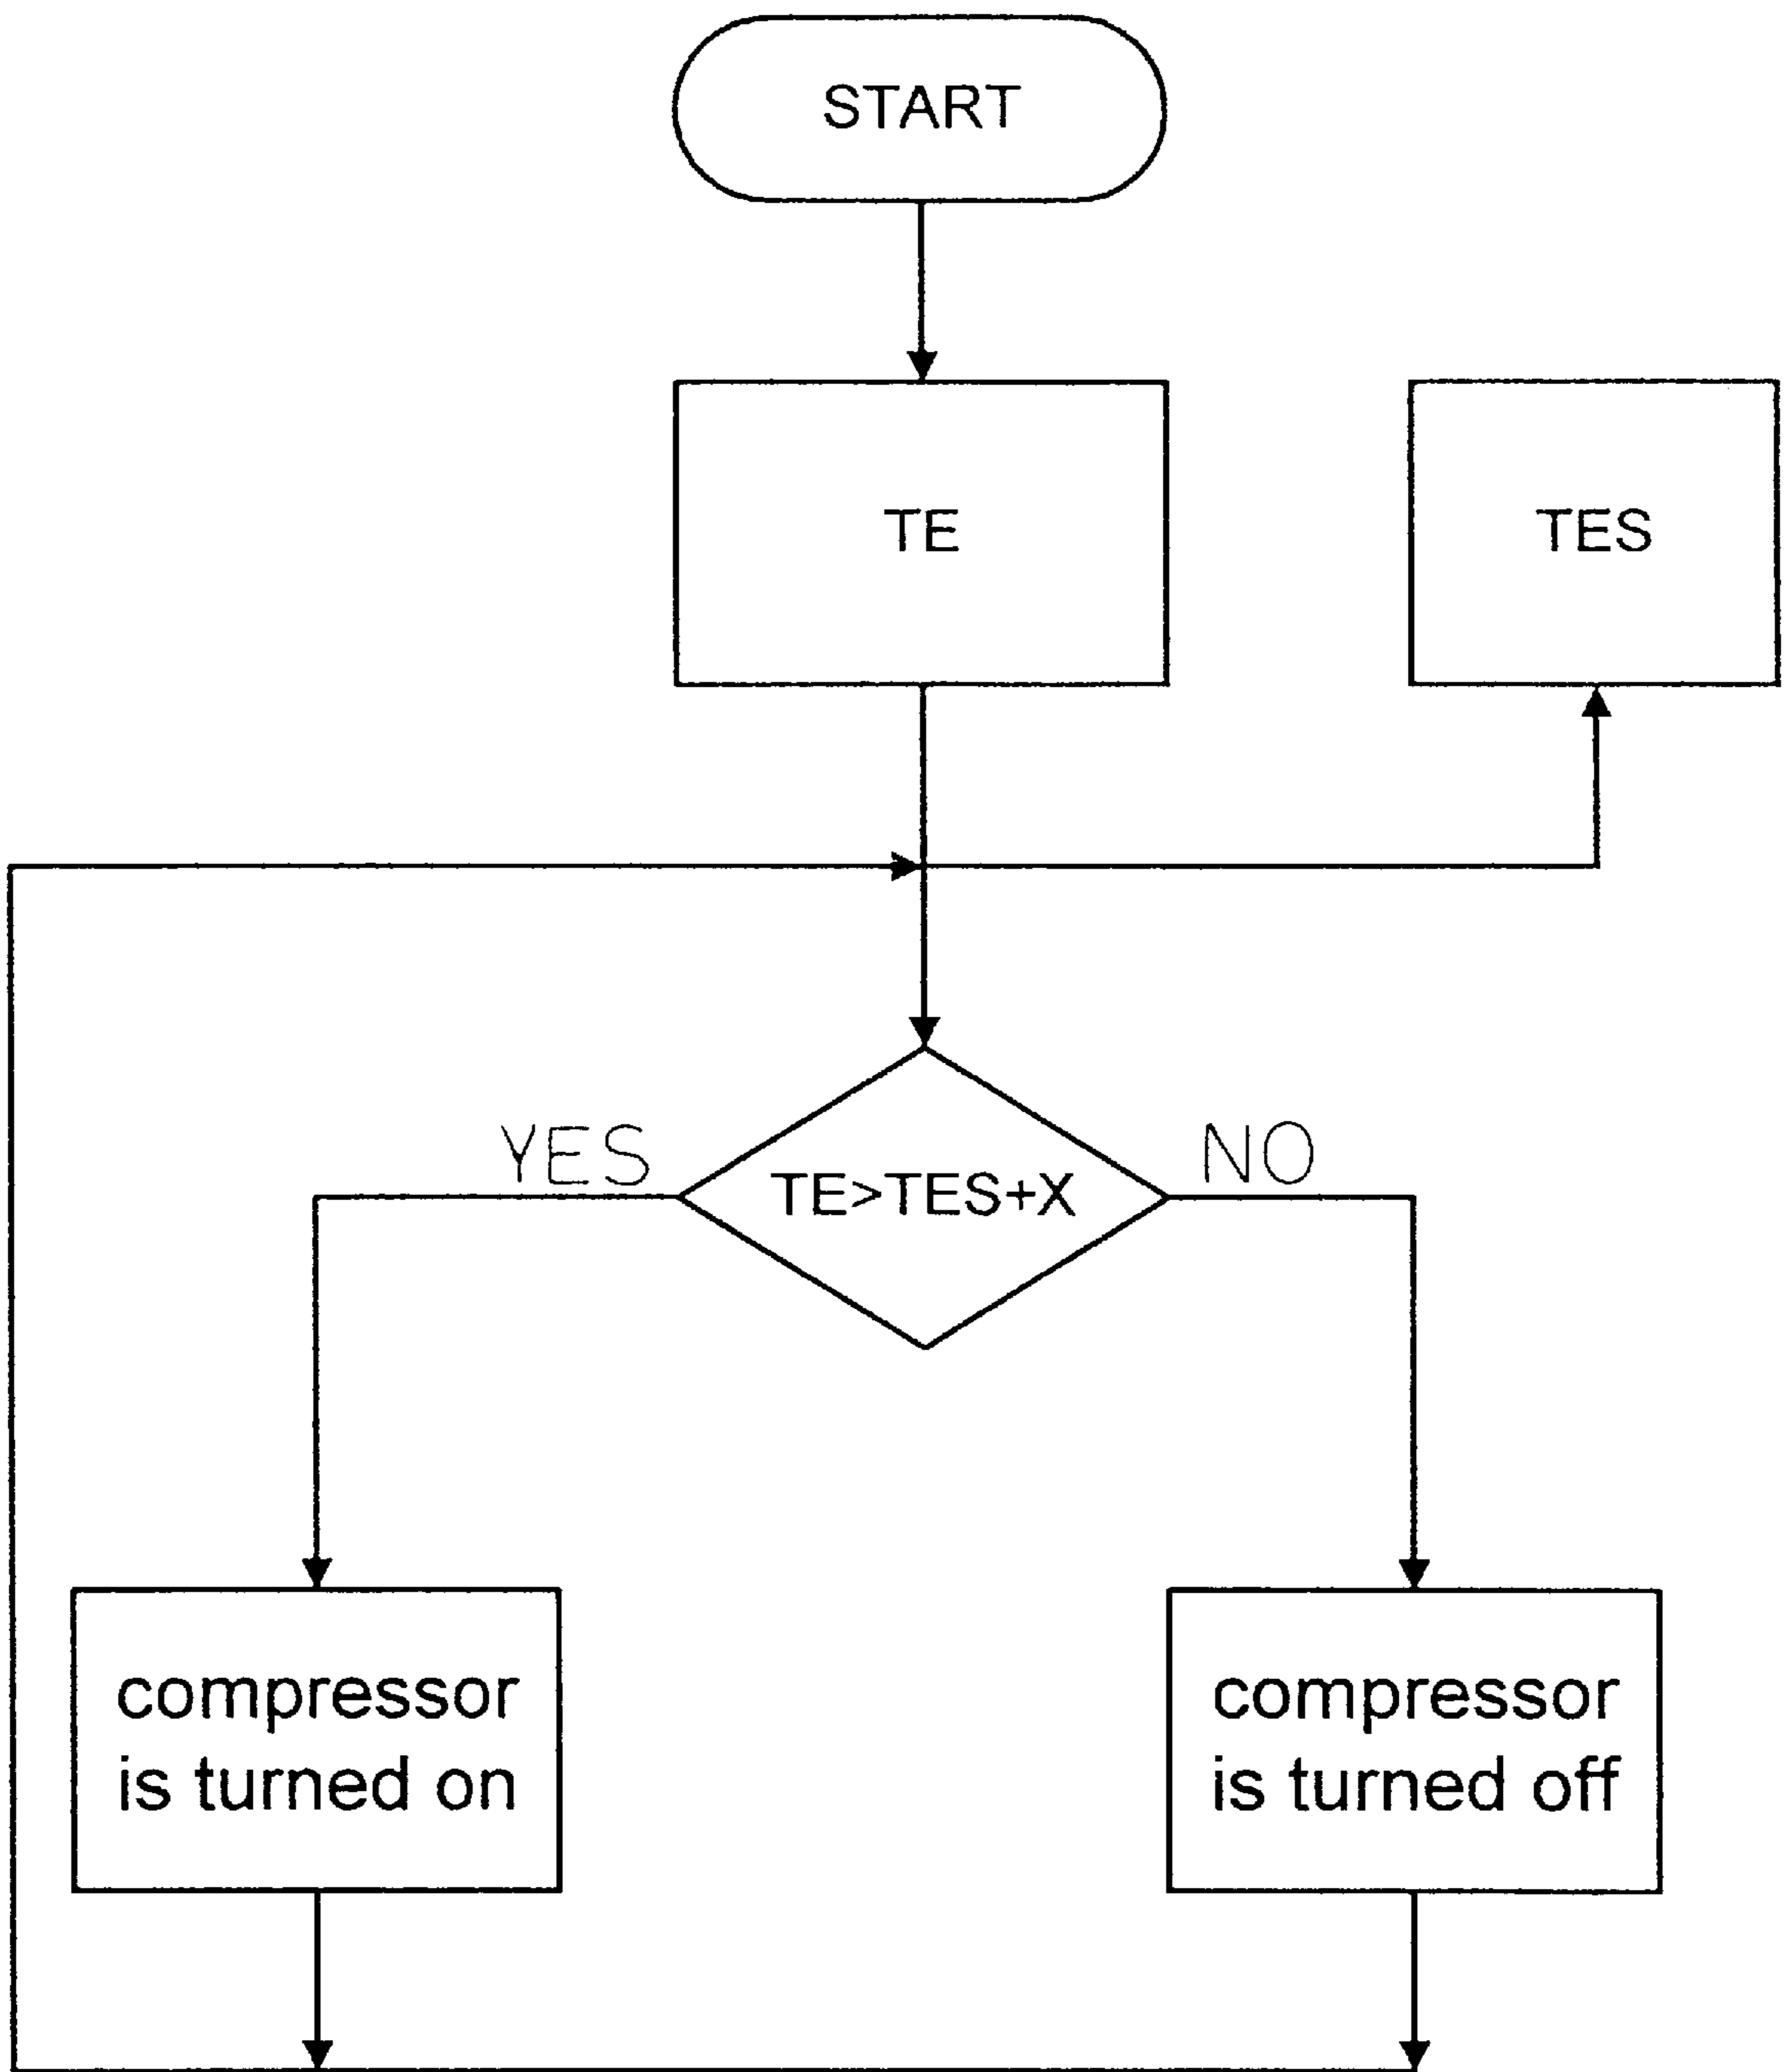 START
TE
TES
YES
NO
TE>TES+X
compressor
is turned on
compressor
is turned off